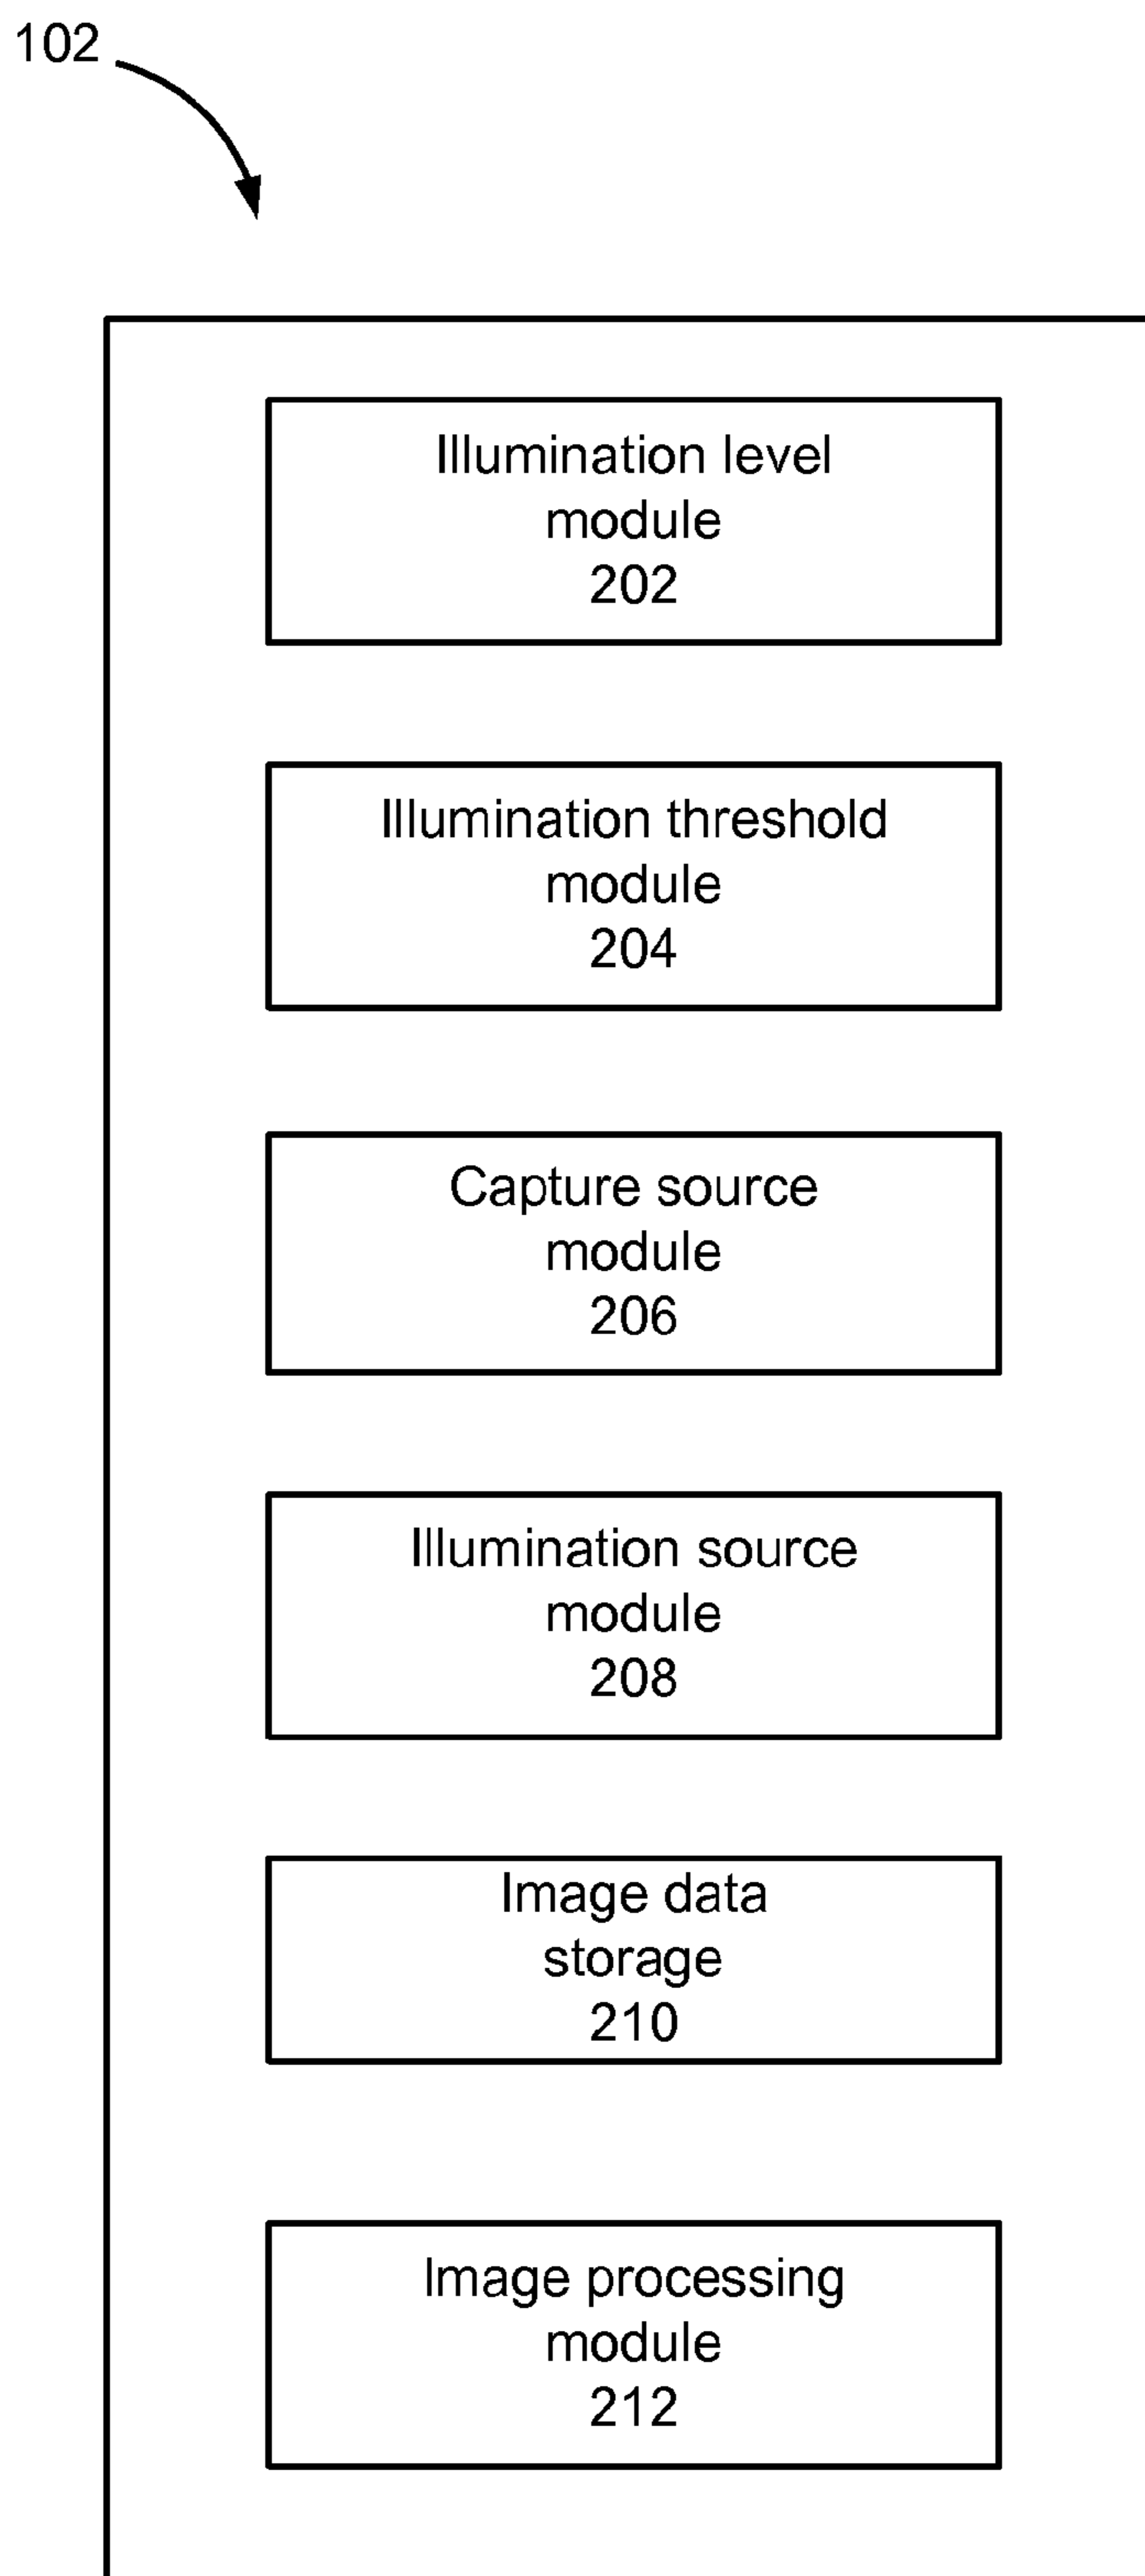 102
Illumination level
module
202
Illumination threshold
module
204
Capture source
module
206
Illumination source
module
208
Image data
storage
210
Image processing
module
212